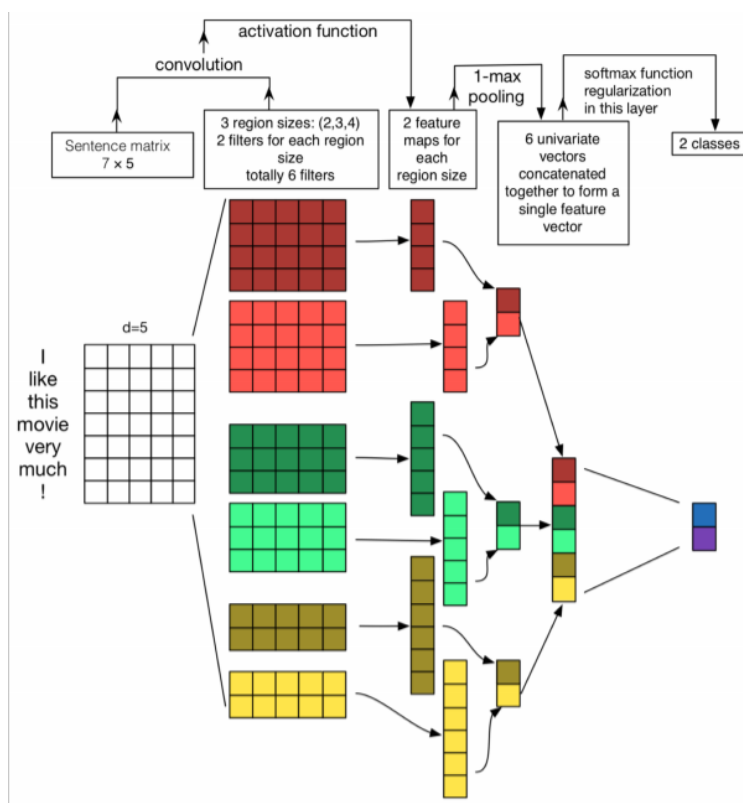 activation function
convolution
1-max
pooling
softmax function
regularization
in this layer
Sentence matrix
7 × 5
3 region sizes: (2,3,4)
2 filters for each region
size
totally 6 filters
2 feature
maps for
each
region size
6 univariate
vectors
concatenated
together to form a
single feature
vector
2 classes
d=5
I
like
this
movie
very
much
!